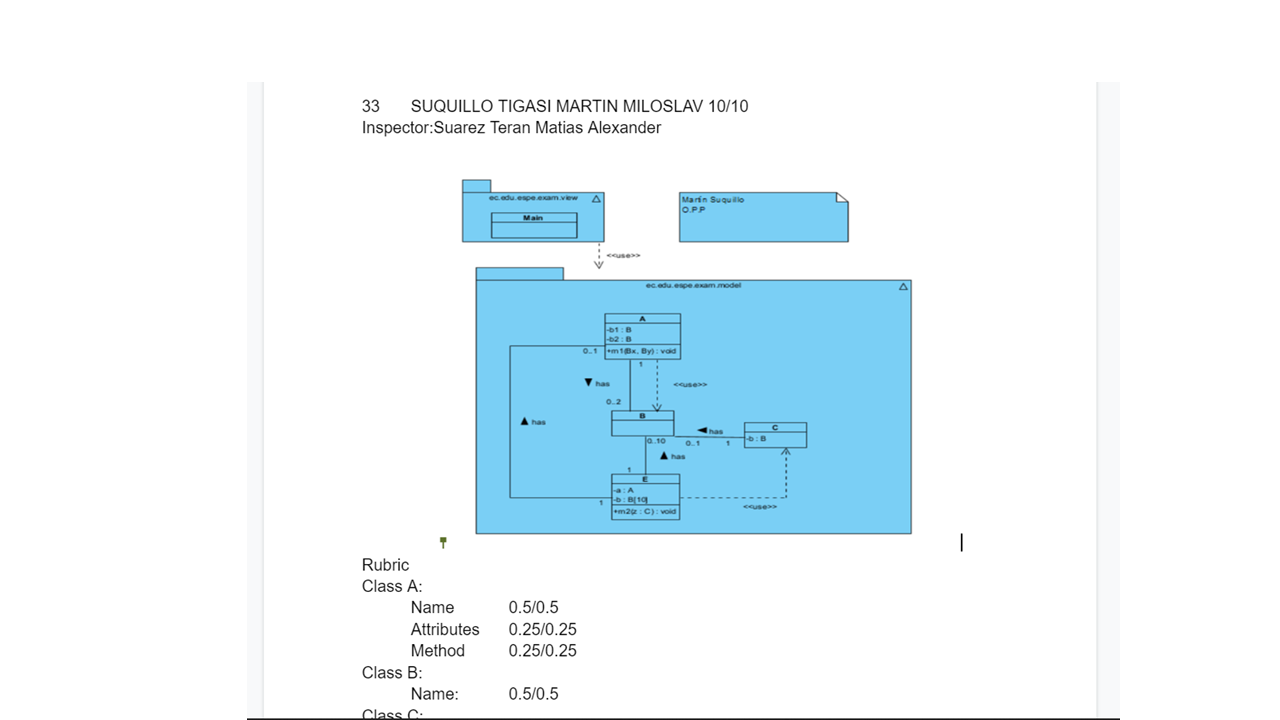 33 SUQUILLO TIGASI MARTIN MILOSLAV 10/10
Inspector:Suarez Teran Matias Alexander
ec.edu.espe.exam.view
Main
Martín Suquillo
O.P.P
<<use>>
ec.edu.espe.exam.model
A
-b1 : B
-b2 : B
+m1(Bx, By) : void
0..1
1
has
<<use>>
0..2
B
has
C
-b : B
has
0..10
0..1
1
has
1
E
-a : A
-b : B[10]
+m2(z : C) : void
1
<<use>>
Rubric
Class A:
Name 0.5/0.5
Attributes 0.25/0.25
Method 0.25/0.25
Class B:
Name: 0.5/0.5
Class C: